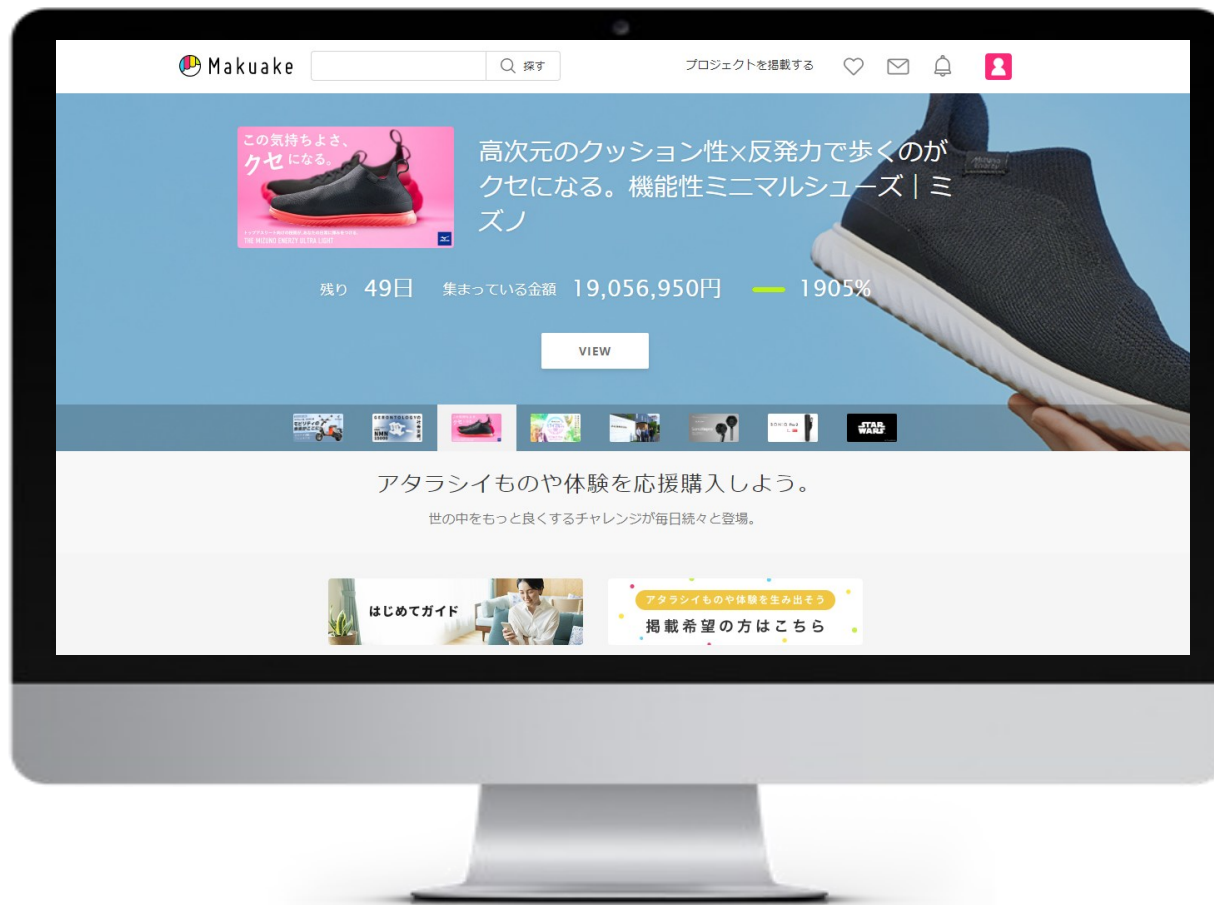 Makuake
探す
プロジェクトを掲載する
この気持ちよさ、
クセになる。
THE MIZUNO ENERZY ULTRA LIGHT
高次元のクッション性×反発力で歩くのが
クセになる。機能性ミニマルシューズ｜ミ
ズノ
残り 49日 集まっている金額 19,056,950円 1905%
VIEW
STAR
WARS
アタラシイものや体験を応援購入しよう。
世の中をもっと良くするチャレンジが毎日続々と登場。
はじめてガイド
アタラシイものや体験を生み出そう
掲載希望の方はこちら